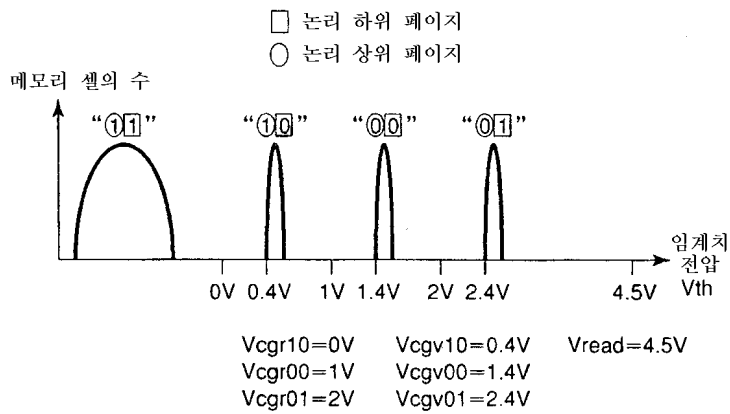 □ 논리 하위 페이지
○ 논리 상위 페이지
메모리 셀의 수
“11” “10” “00” “01”
임계치
전압
Vth
0V 0.4V 1V 1.4V 2V 2.4V 4.5V
Vcgr10=0V Vcgv10=0.4V Vread=4.5V
Vcgr00=1V Vcgv00=1.4V
Vcgr01=2V Vcgv01=2.4V